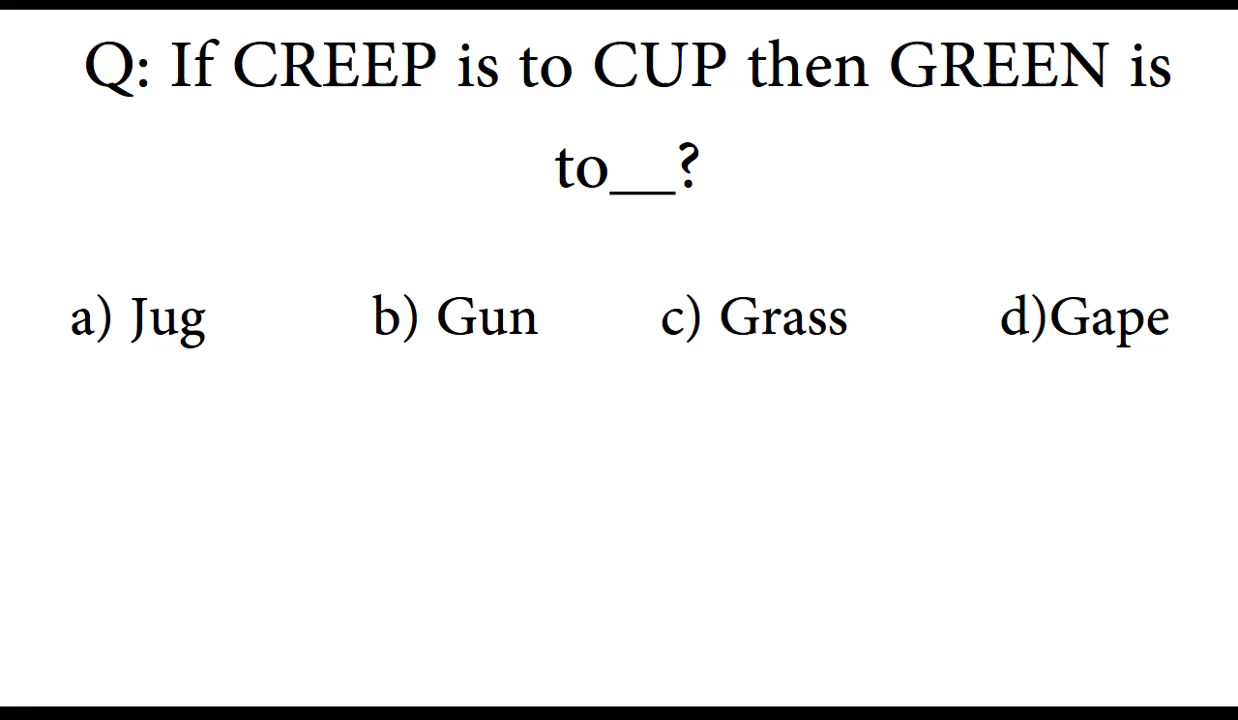 Q: If CREEP is to CUP then GREEN is
to__?
a) Jug b) Gun c) Grass d)Gape